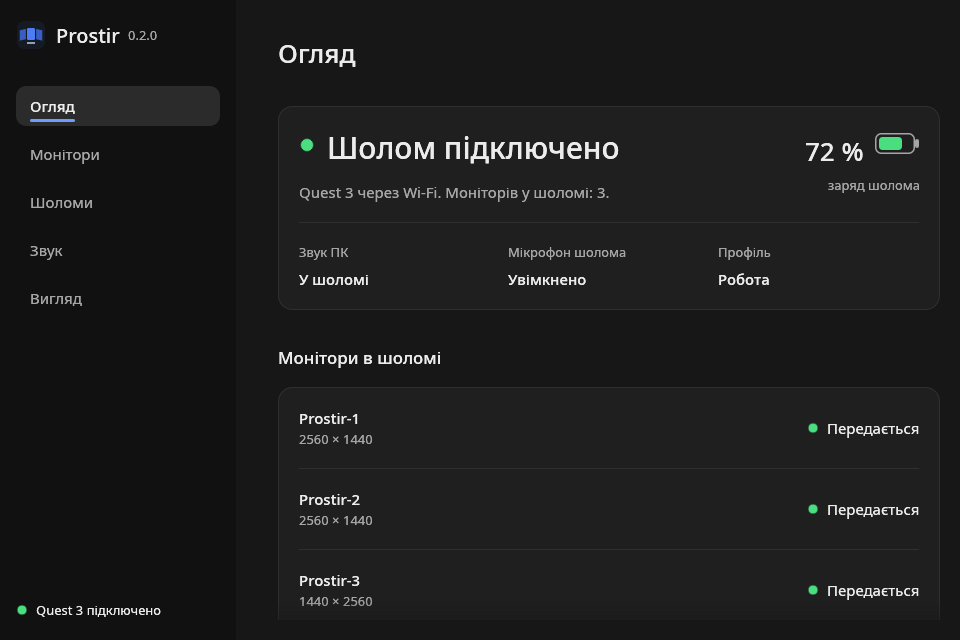 Prostir 0.2.0
Огляд
Монітори
Шоломи
Звук
Вигляд
Quest 3 підключено
Огляд
Шолом підключено
72 %
Quest 3 через Wi-Fi. Моніторів у шоломі: 3.
заряд шолома
Звук ПК
У шоломі
Мікрофон шолома
Увімкнено
Профіль
Робота
Монітори в шоломі
Prostir-1
2560 × 1440
Передається
Prostir-2
2560 × 1440
Передається
Prostir-3
1440 × 2560
Передається